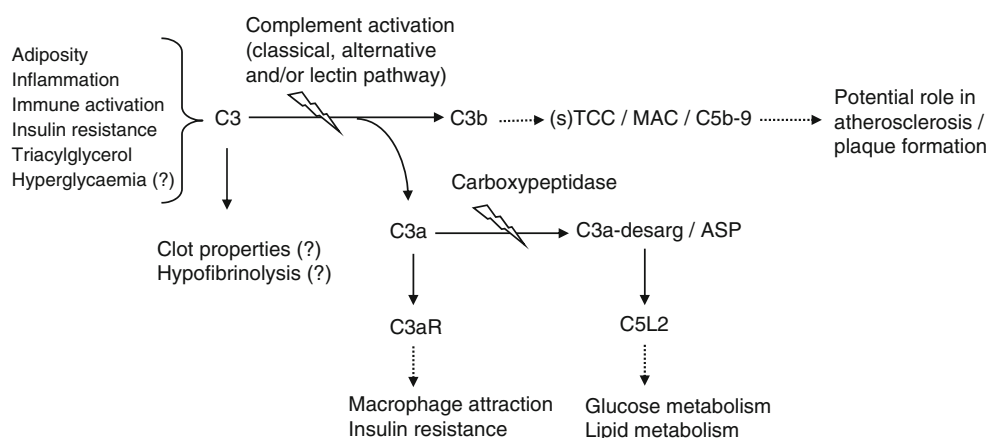 Complement activation
(classical, alternative
and/or lectin pathway)
Adiposity
Inflammation
Immune activation
Insulin resistance
Triacylglycerol
Hyperglycaemia (?)
C3
C3b
(s)TCC / MAC / C5b-9
Potential role in
atherosclerosis /
plaque formation
Carboxypeptidase
C3a
C3a-desarg / ASP
Clot properties (?)
Hypofibrinolysis (?)
C3aR
C5L2
Macrophage attraction
Insulin resistance
Glucose metabolism
Lipid metabolism